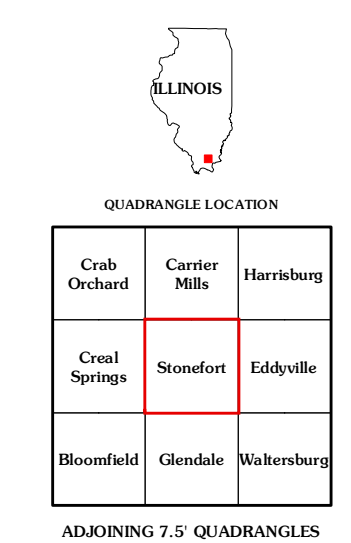 ILLINOIS
QUADRANGLE LOCATION
Crab
Orchard
Carrier
Mills
Harrisburg
Creal
Springs
Stonefort
Eddyville
Bloomfield
Glendale
Waltersburg
ADJOINING 7.5' QUADRANGLES